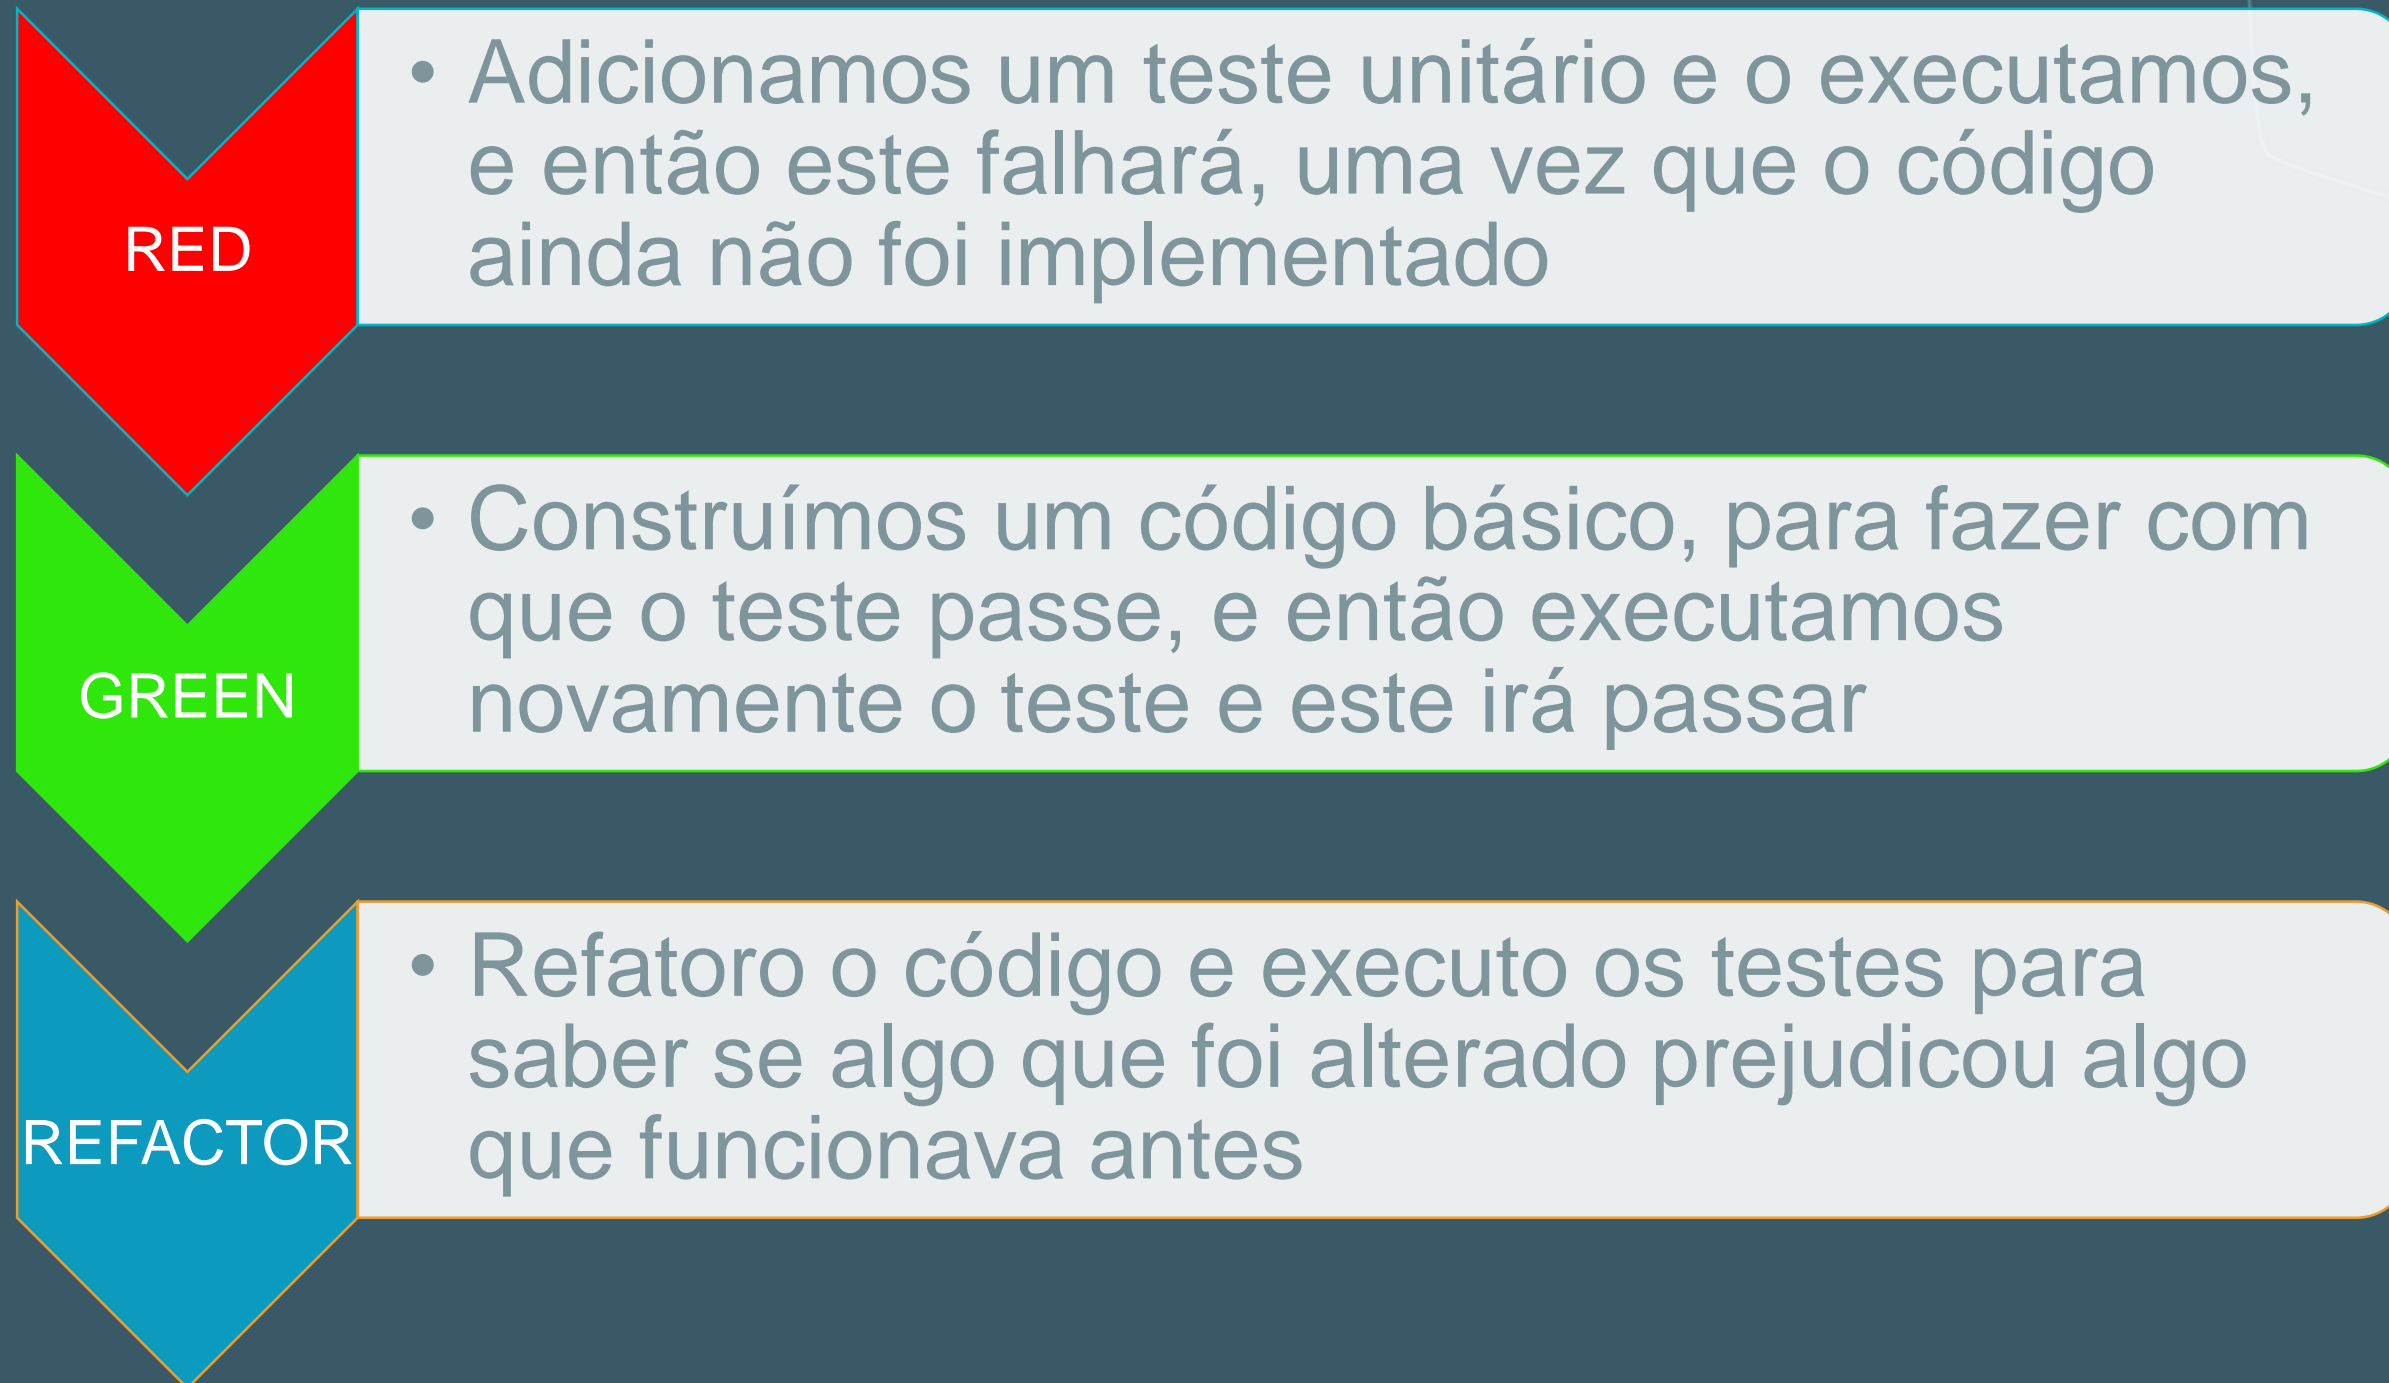 RED
• Adicionamos um teste unitário e o executamos,
e então este falhará, uma vez que o código
ainda não foi implementado
GREEN
• Construímos um código básico, para fazer com
que o teste passe, e então executamos
novamente o teste e este irá passar
REFACTOR
• Refatoro o código e executo os testes para
saber se algo que foi alterado prejudicou algo
que funcionava antes